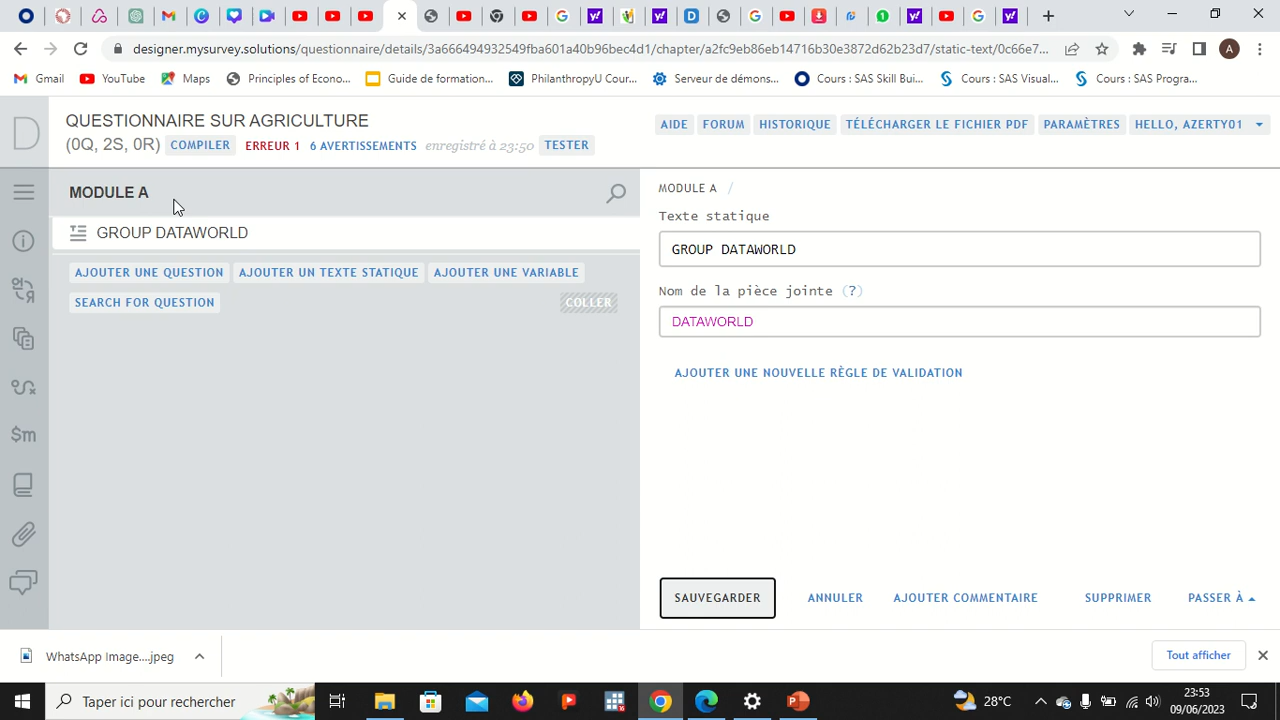 designer.mysurvey.solutions/questionnaire/details/3a666494932549fba601a40b96bec4d1/chapter/a2fc9eb86eb14716b30e3872d62b23d7/static-text/0c66e7...
A
Gmail YouTube Maps Principles of Econo... Guide de formation... PhilanthropyU Cour... Serveur de démons... Cours : SAS Skill Bui... Cours : SAS Visual... Cours : SAS Progra...
D
QUESTIONNAIRE SUR AGRICULTURE
(0Q, 2S, 0R) COMPILER ERREUR 1 6 AVERTISSEMENTS enregistré à 23:50 TESTER
AIDE FORUM HISTORIQUE TÉLÉCHARGER LE FICHIER PDF PARAMÈTRES HELLO, AZERTY01
MODULE A
GROUP DATAWORLD
AJOUTER UNE QUESTION AJOUTER UN TEXTE STATIQUE AJOUTER UNE VARIABLE
SEARCH FOR QUESTION COLLER
$m
MODULE A /
Texte statique
GROUP DATAWORLD
Nom de la pièce jointe (?)
DATAWORLD
AJOUTER UNE NOUVELLE RÈGLE DE VALIDATION
SAUVEGARDER ANNULER AJOUTER COMMENTAIRE SUPPRIMER PASSER À
WhatsApp Image....jpeg
Tout afficher
Taper ici pour rechercher
28°C
23:53
09/06/2023